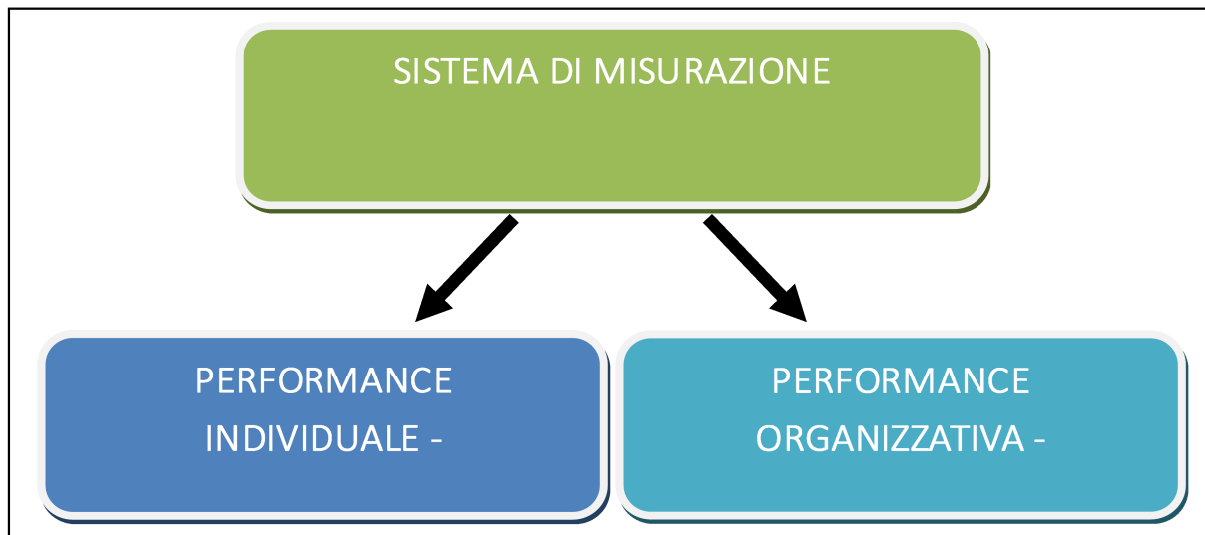 SISTEMA DI MISURAZIONE
PERFORMANCE
INDIVIDUALE -
PERFORMANCE
ORGANIZZATIVA -